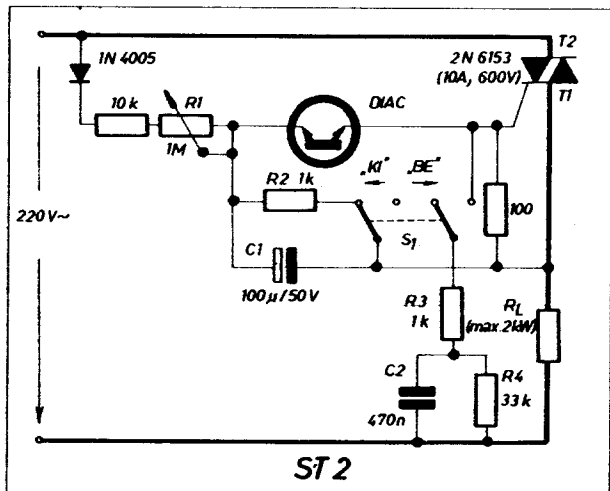 1N 4005
2N 6153
(10A, 600V)
T2
T1
10k
R1
1M
DIAC
R2 1k
„KI”
„BE”
S1
100
220V~
C1
100µ/50V
R3
1k
RL
(max.2kW)
C2
470n
R4
33k
ST 2